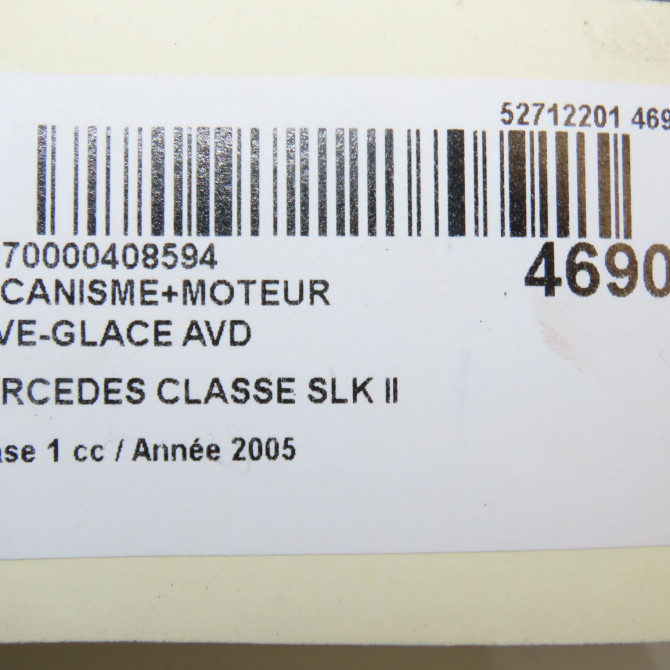 52712201 469
70000408594
4690
CANISME+MOTEUR
VE-GLACE AVD
RCEDES CLASSE SLK II
ase 1 cc / Année 2005